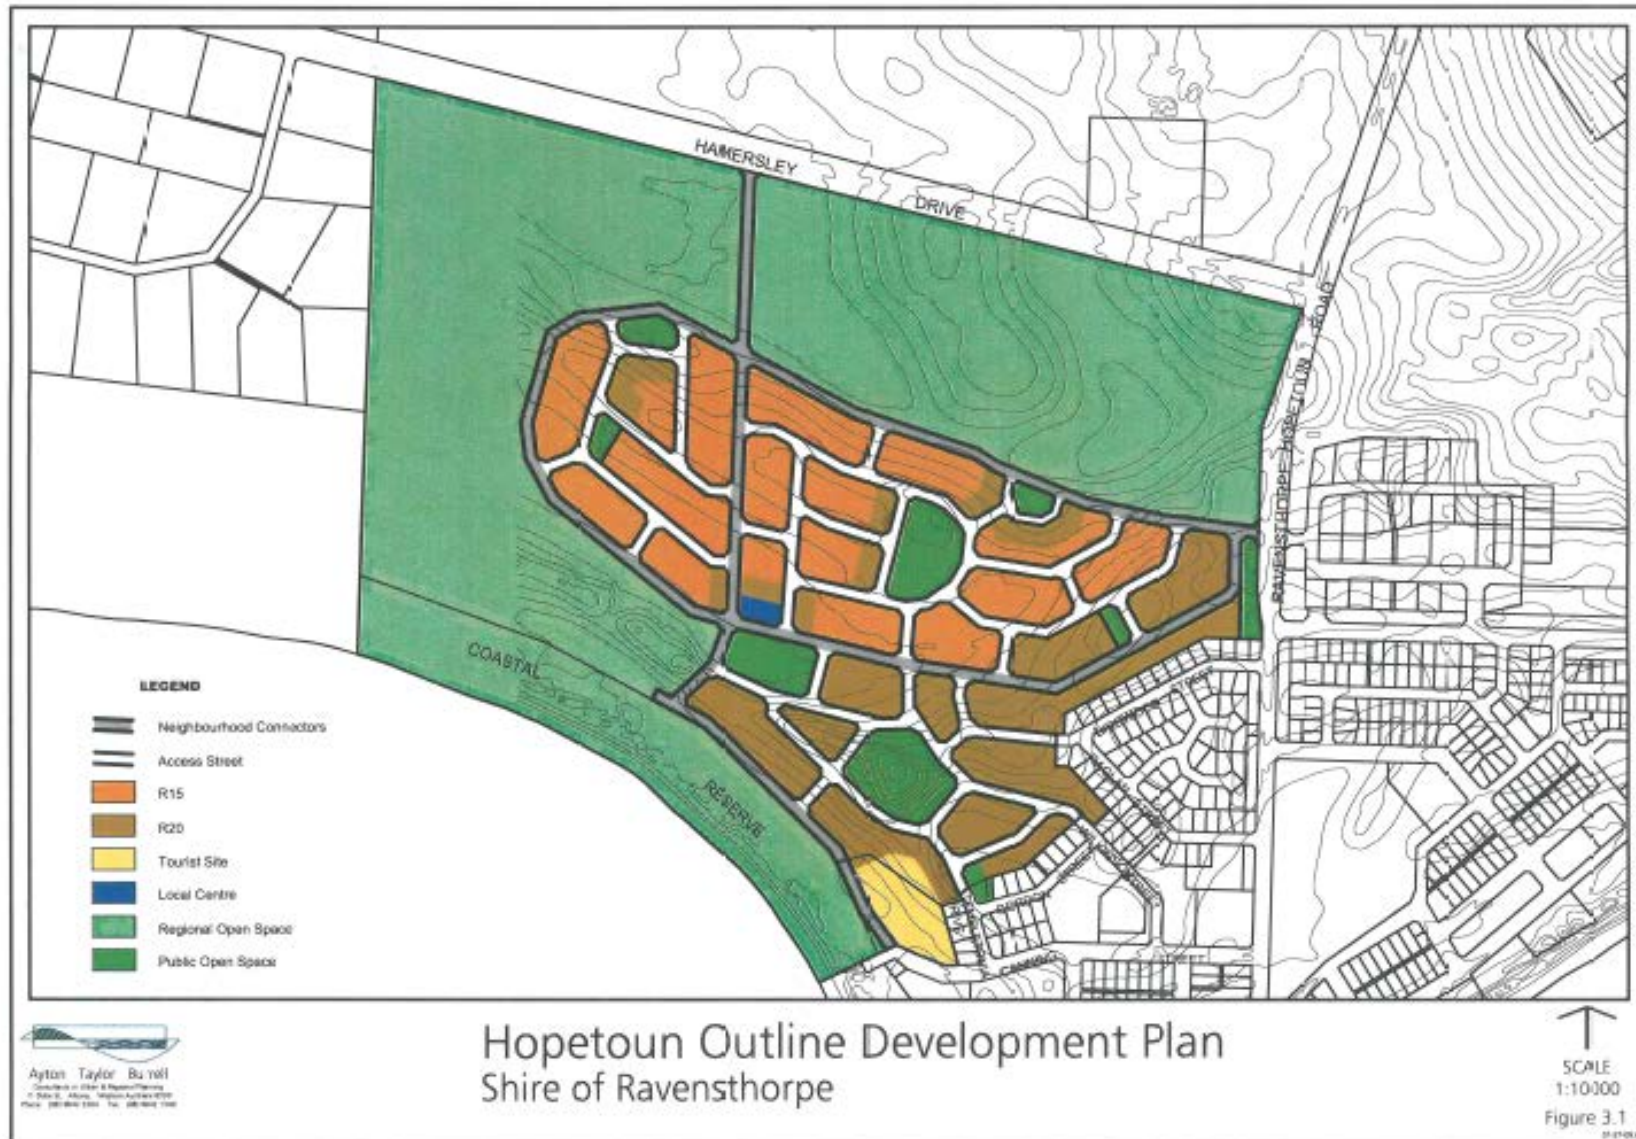 HAMERSLEY
DRIVE
RAVENSTHORPE HOPETOUN ROAD
COASTAL
RESERVE
LEGEND
Neighbourhood Connectors
Access Street
R15
R20
Tourist Site
Local Centre
Regional Open Space
Public Open Space
Hopetoun Outline Development Plan
Shire of Ravensthorpe
Ayton Taylor Burrell
SCALE
1:10000
Figure 3.1